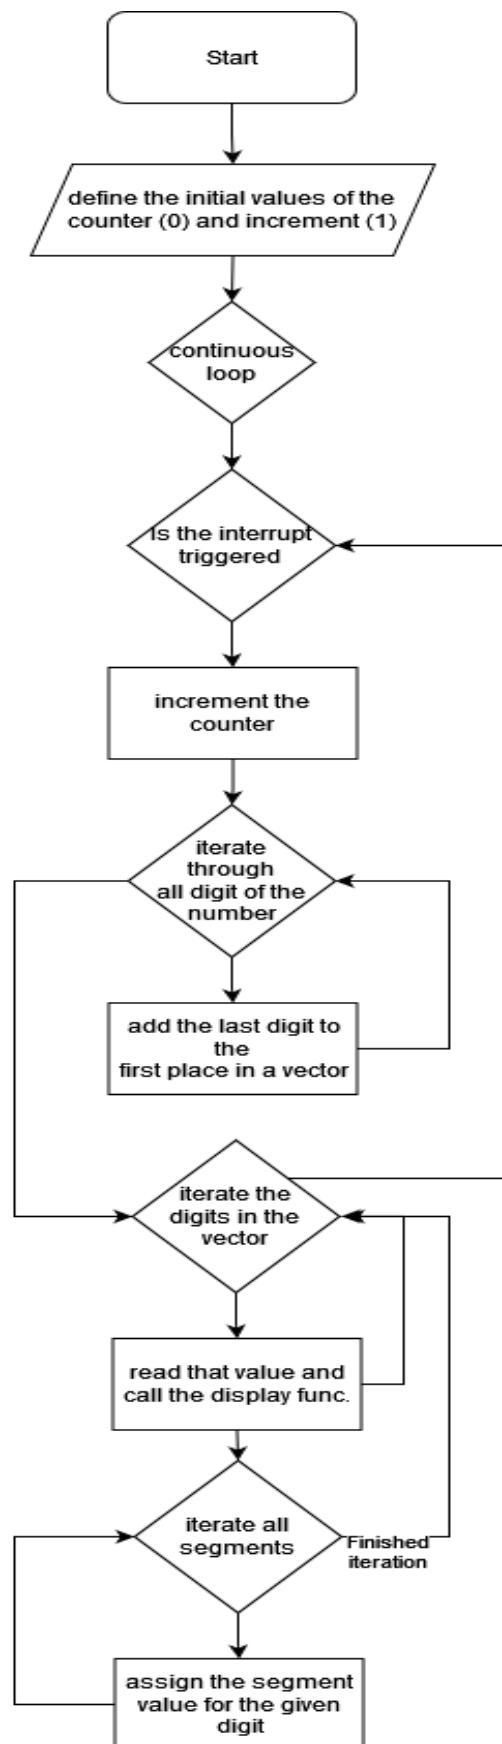 Start
define the initial values of the
counter (0) and increment (1)
continuous
loop
Is the interrupt
triggered
increment the
counter
iterate
through
all digit of the
number
add the last digit to
the
first place in a vector
iterate the
digits in the
vector
read that value and
call the display func.
iterate all
segments
Finished
iteration
assign the segment
value for the given
digit